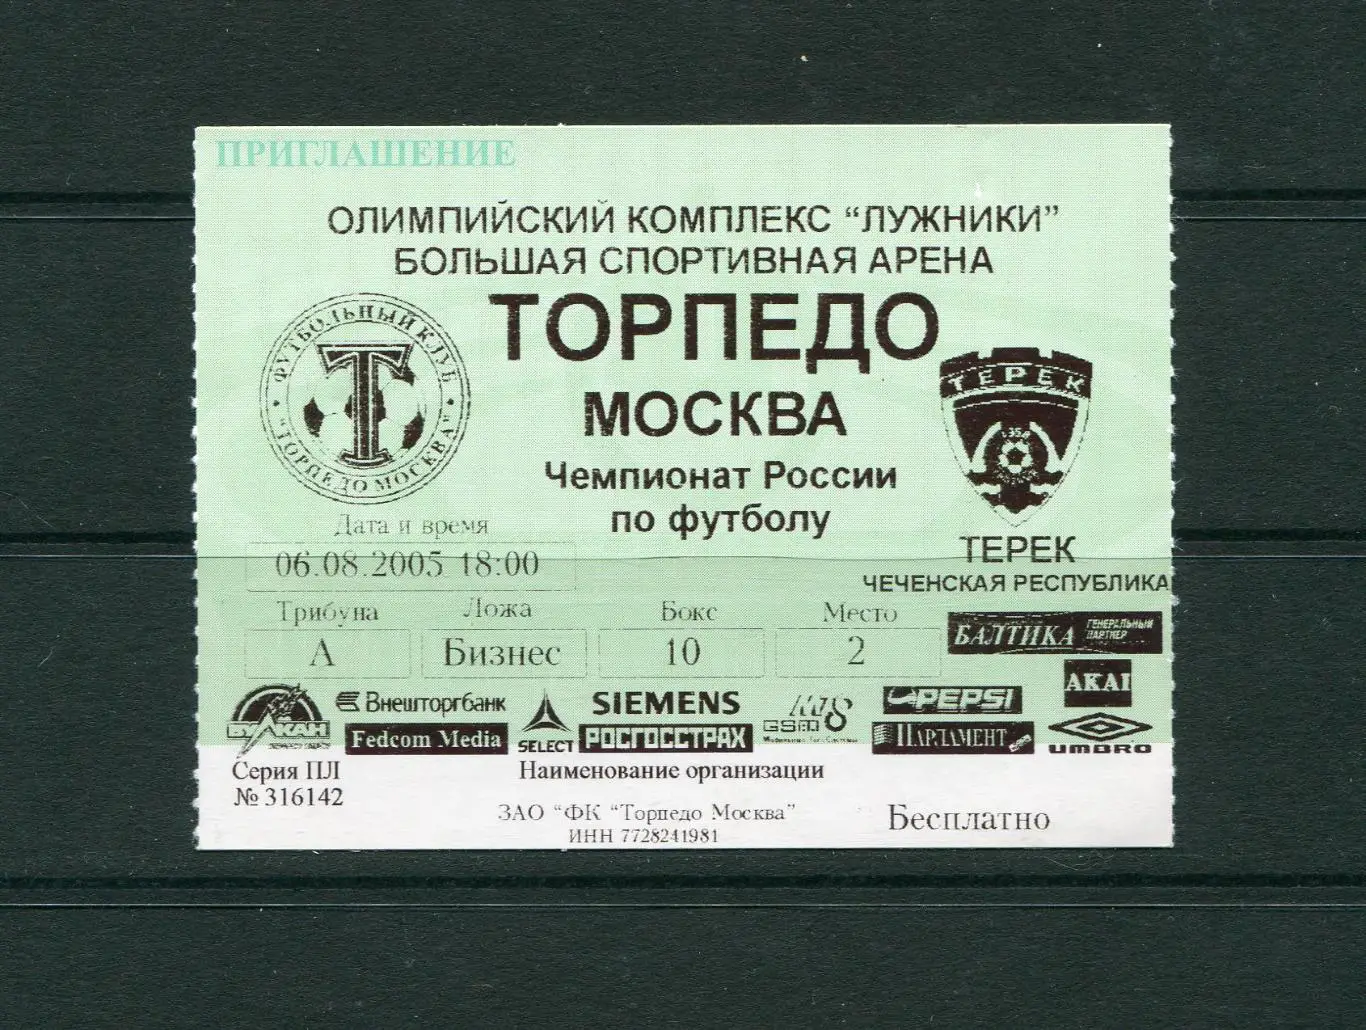 ПРИГЛАШЕНИЕ
ОЛИМПИЙСКИЙ КОМПЛЕКС “ЛУЖНИКИ”
БОЛЬШАЯ СПОРТИВНАЯ АРЕНА
ТОРПЕДО
МОСКВА
Чемпионат России
по футболу
ФУТБОЛЬНЫЙ КЛУБ
"ТОРПЕДО МОСКВА"
Т
ТЕРЕК
ТЕРЕК
ЧЕЧЕНСКАЯ РЕСПУБЛИКА
Дата и время
06.08.2005 18:00
Трибуна Ложа Бокс Место
А Бизнес 10 2
БАЛТИКА ГЕНЕРАЛЬНЫЙ ПАРТНЕР
AKAI
ВУЛКАН
Внешторгбанк
Fedcom Media
SELECT
SIEMENS
РОСГОССТРАХ
GSM
PEPSI
ПАРЛАМЕНТ
UMBRO
Серия ПЛ
№ 316142
Наименование организации
ЗАО “ФК “Торпедо Москва”
ИНН 7728241981
Бесплатно